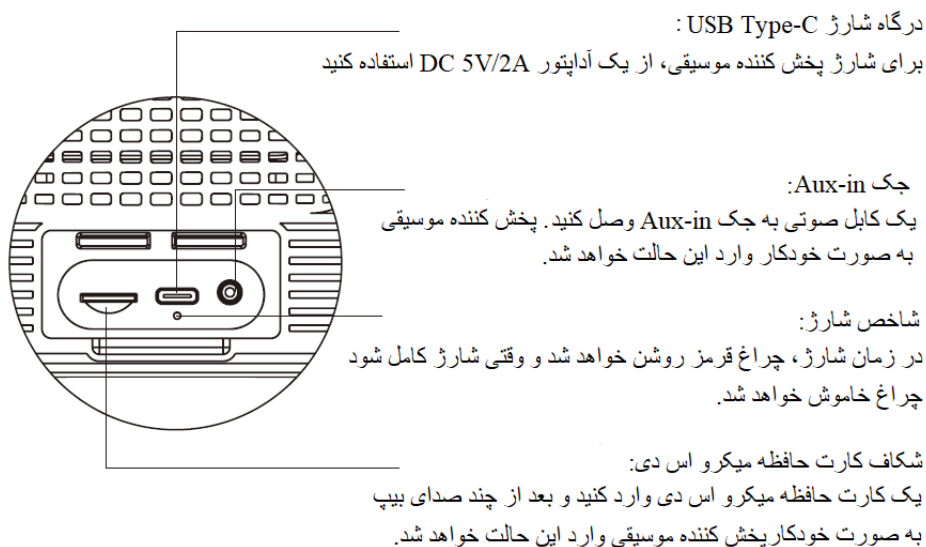 درگاه شارژ USB Type-C :
برای شارژ پخش کننده موسیقی، از یک آداپتور DC 5V/2A استفاده کنید
جک Aux-in:
یک کابل صوتی به جک Aux-in وصل کنید. پخش کننده موسیقی
به صورت خودکار وارد این حالت خواهد شد.
شاخص شارژ:
در زمان شارژ، چراغ قرمز روشن خواهد شد و وقتی شارژ کامل شود
چراغ خاموش خواهد شد.
شکاف کارت حافظه میکرو اس دی:
یک کارت حافظه میکرو اس دی وارد کنید و بعد از چند صدای بیپ
به صورت خودکارپخش کننده موسیقی وارد این حالت خواهد شد.